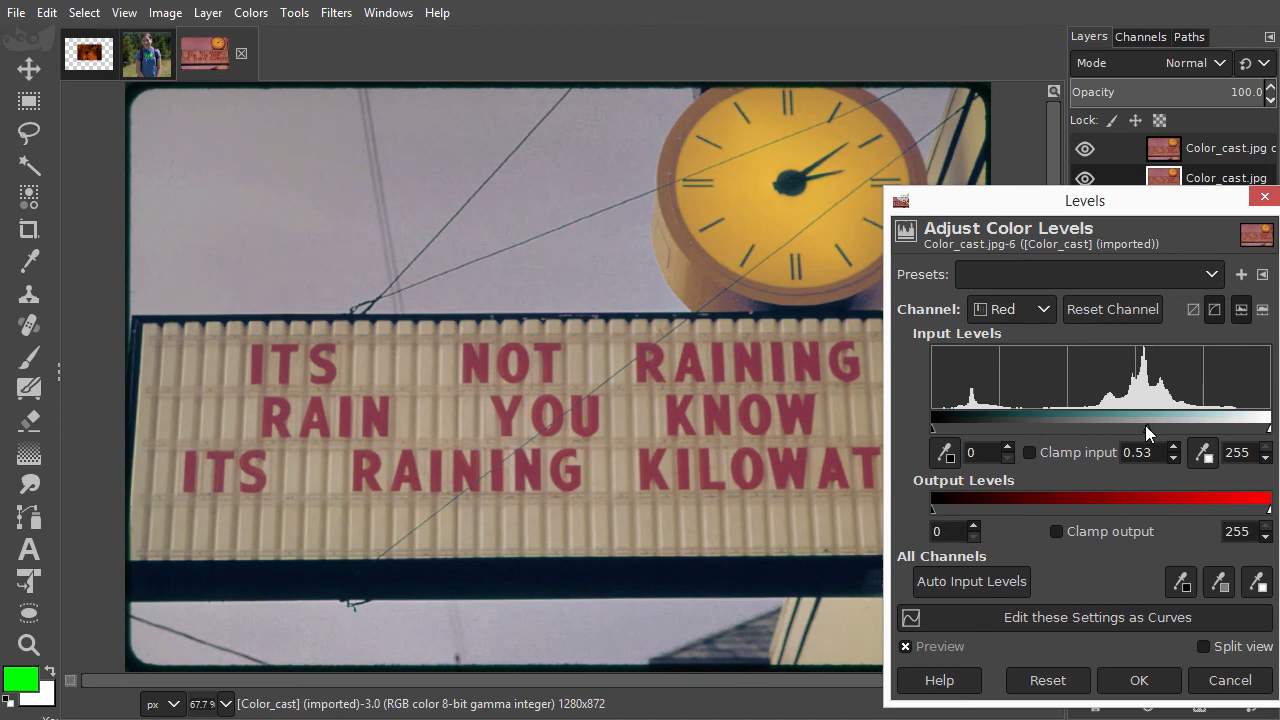 File Edit Select View Image Layer Colors Tools Filters Windows Help
Layers Channels Paths
Mode Normal
Opacity 100.0
Lock:
Color_cast.jpg c
Color_cast.jpg
Levels
Adjust Color Levels
Color_cast.jpg-6 ([Color_cast] (imported))
Presets:
Channel: Red Reset Channel
Input Levels
0 Clamp input 0.53 255
Output Levels
0 Clamp output 255
All Channels
Auto Input Levels
Edit these Settings as Curves
Preview Split view
Help Reset OK Cancel
ITS NOT RAINING
RAIN YOU KNOW
ITS RAINING KILOWAT
px 67.7 % [Color_cast] (imported)-3.0 (RGB color 8-bit gamma integer) 1280x872